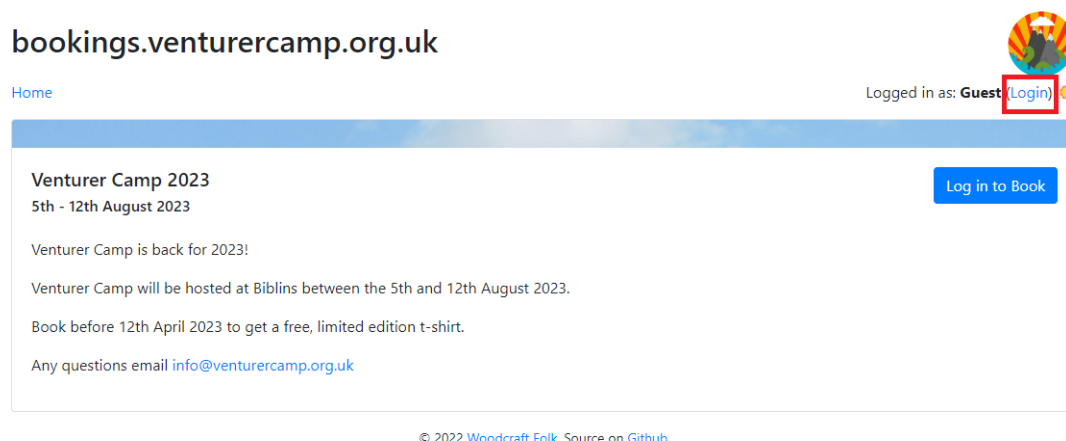 bookings.venturercamp.org.uk
Home
Logged in as: Guest (Login)
Venturer Camp 2023
Log in to Book
5th - 12th August 2023
Venturer Camp is back for 2023!
Venturer Camp will be hosted at Biblins between the 5th and 12th August 2023.
Book before 12th April 2023 to get a free, limited edition t-shirt.
Any questions email info@venturercamp.org.uk
© 2022 Woodcraft Folk. Source on Github